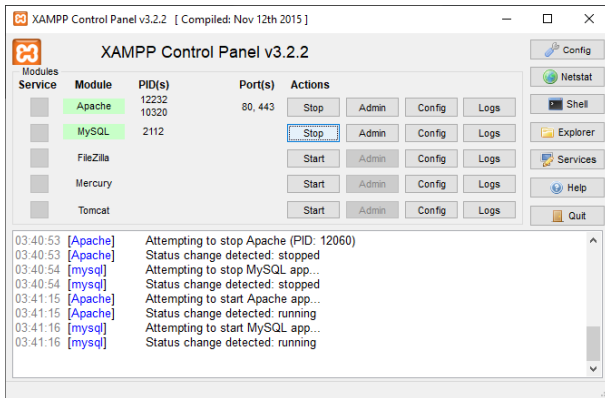 XAMPP Control Panel v3.2.2 [ Compiled: Nov 12th 2015 ]
XAMPP Control Panel v3.2.2
Config
Modules
Service Module PID(s) Port(s) Actions
Netstat
Apache 12232 10320 80, 443 Stop Admin Config Logs
Shell
MySQL 2112 Stop Admin Config Logs
Explorer
FileZilla Start Admin Config Logs
Services
Mercury Start Admin Config Logs
Help
Tomcat Start Admin Config Logs
Quit
03:40:53 [Apache] Attempting to stop Apache (PID: 12060)
03:40:53 [Apache] Status change detected: stopped
03:40:54 [mysql] Attempting to stop MySQL app...
03:40:54 [mysql] Status change detected: stopped
03:41:15 [Apache] Attempting to start Apache app...
03:41:15 [Apache] Status change detected: running
03:41:16 [mysql] Attempting to start MySQL app...
03:41:16 [mysql] Status change detected: running